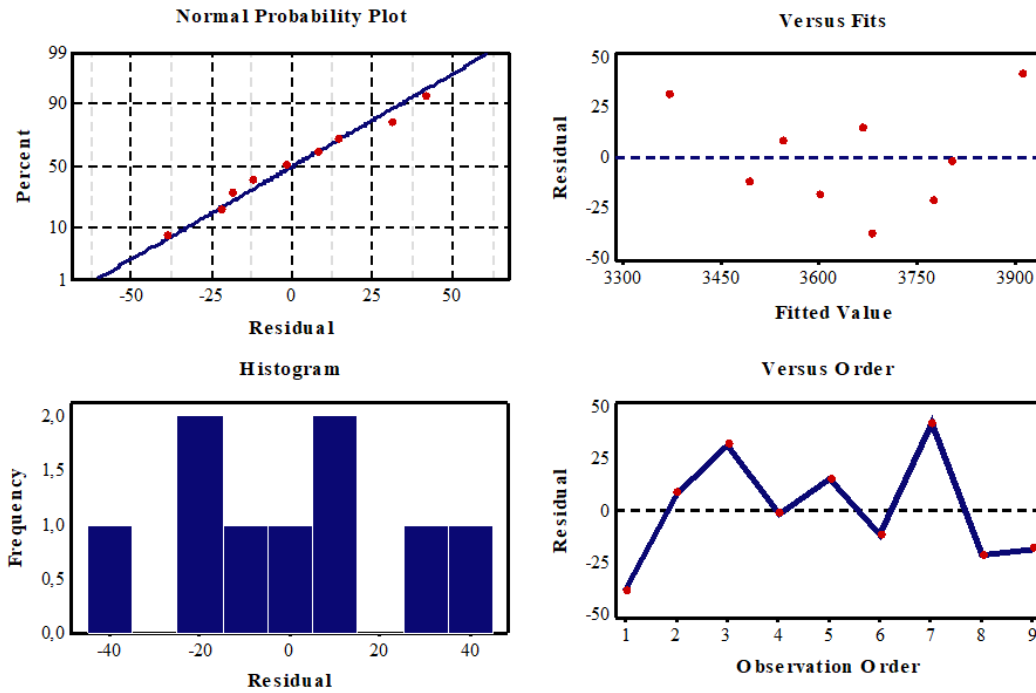 Normal Probability Plot
99
90
50
10
1
Percent
-50 -25 0 25 50
Residual
Versus Fits
50
25
0
-25
-50
Residual
3300 3450 3600 3750 3900
Fitted Value
Histogram
2,0
1,5
1,0
0,5
0,0
Frequency
-40 -20 0 20 40
Residual
Versus Order
50
25
0
-25
-50
Residual
1 2 3 4 5 6 7 8 9
Observation Order